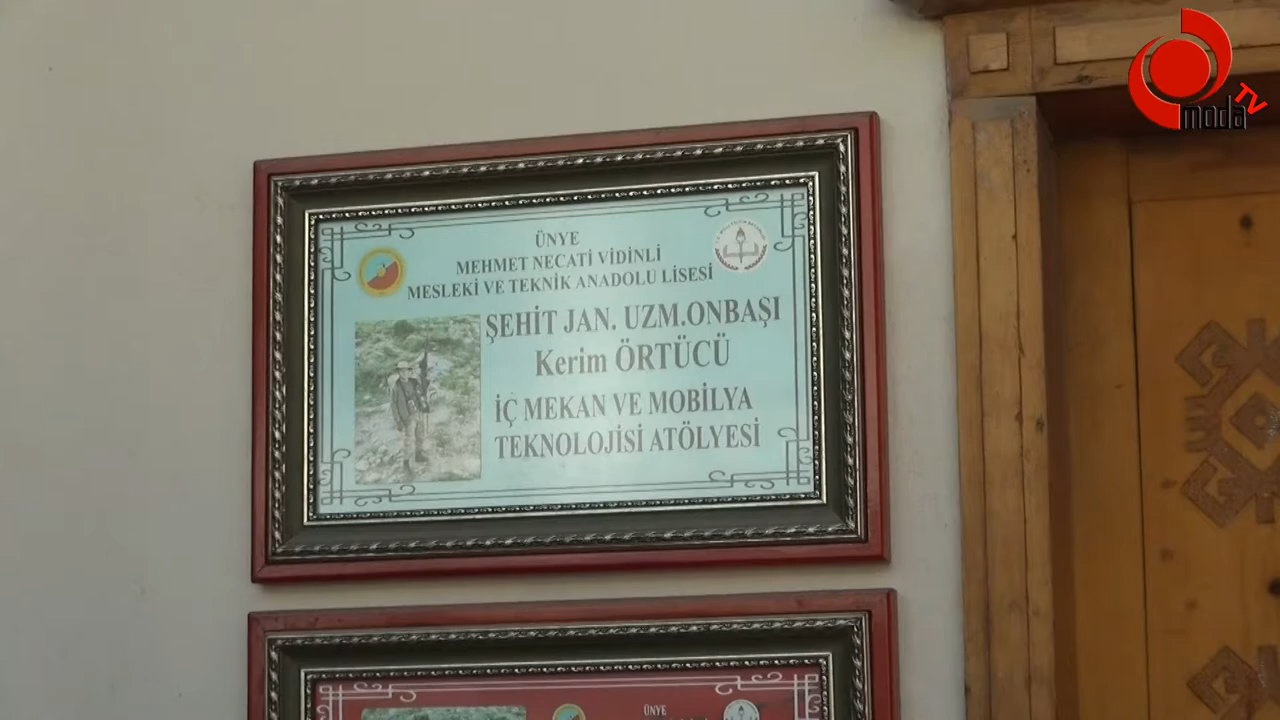 moda TV
ÜNYE
MEHMET NECATİ VİDİNLİ
MESLEKİ VE TEKNİK ANADOLU LİSESİ
ŞEHİT JAN. UZM.ONBAŞI
Kerim ÖRTÜCÜ
İÇ MEKAN VE MOBİLYA
TEKNOLOJİSİ ATÖLYESİ
ÜNYE